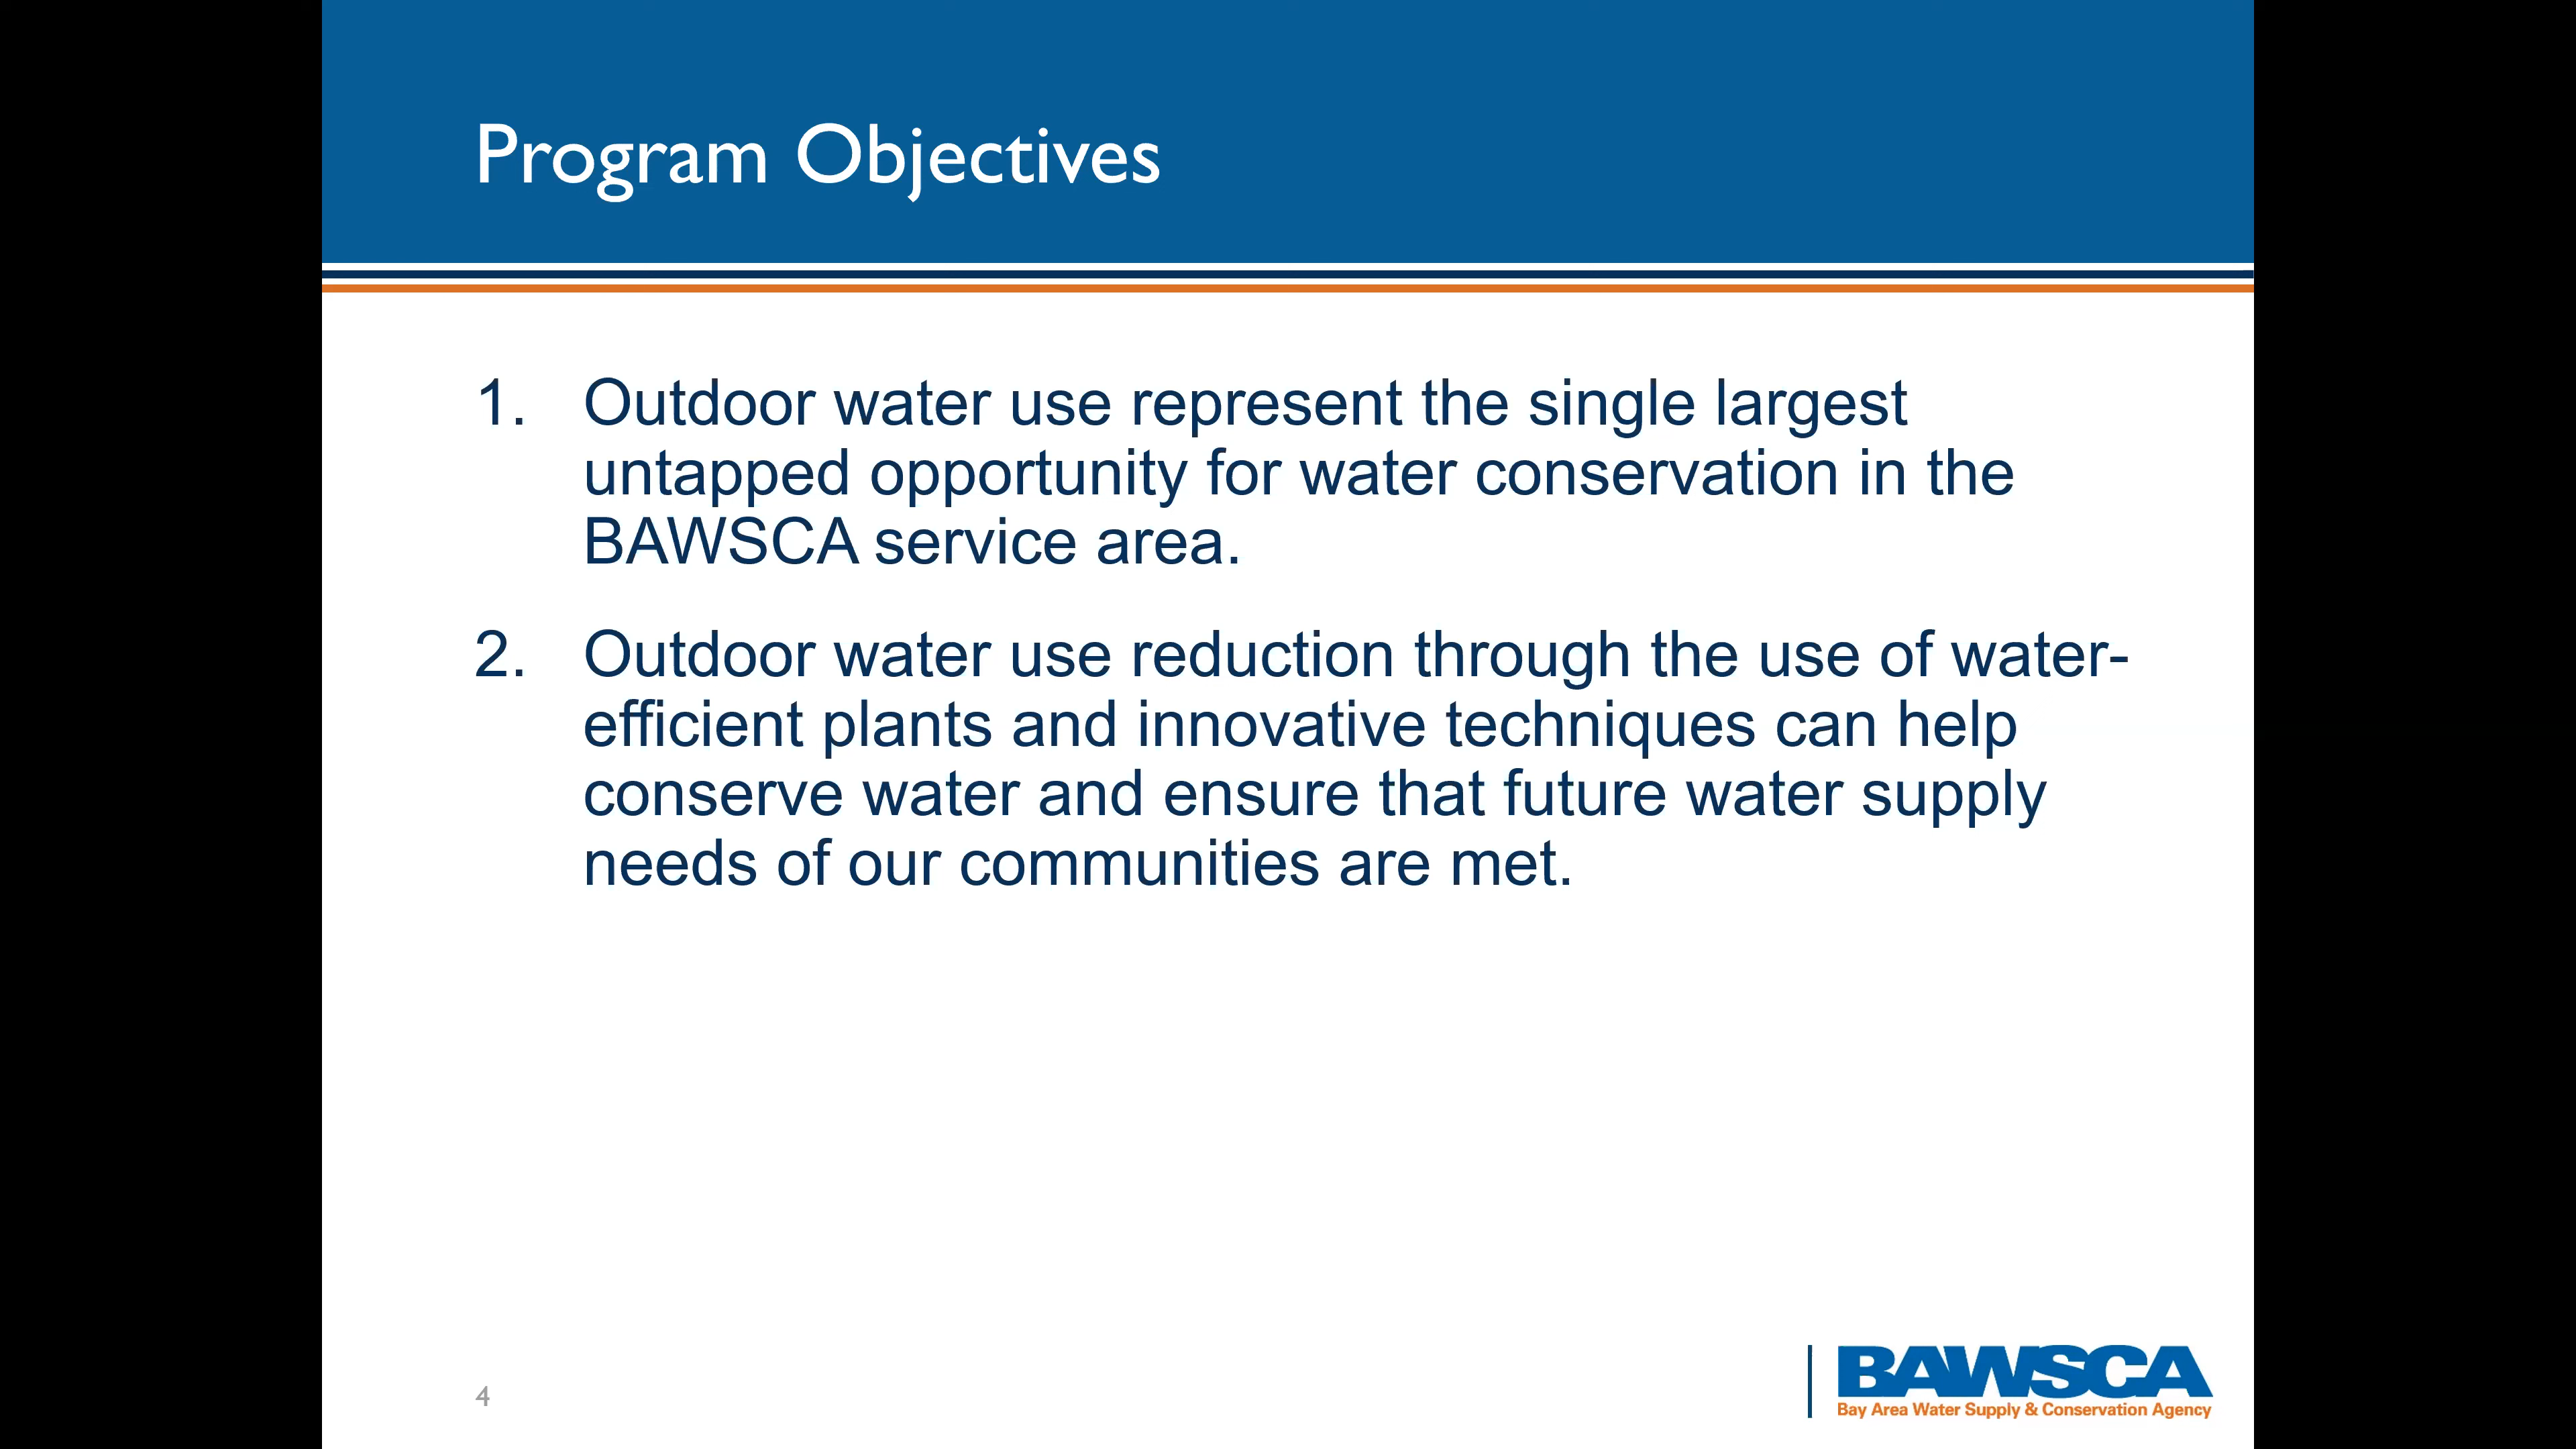 Program Objectives
1. Outdoor water use represent the single largest
untapped opportunity for water conservation in the
BAWSCA service area.
2. Outdoor water use reduction through the use of water-
efficient plants and innovative techniques can help
conserve water and ensure that future water supply
needs of our communities are met.
4
BAWSCA
Bay Area Water Supply & Conservation Agency